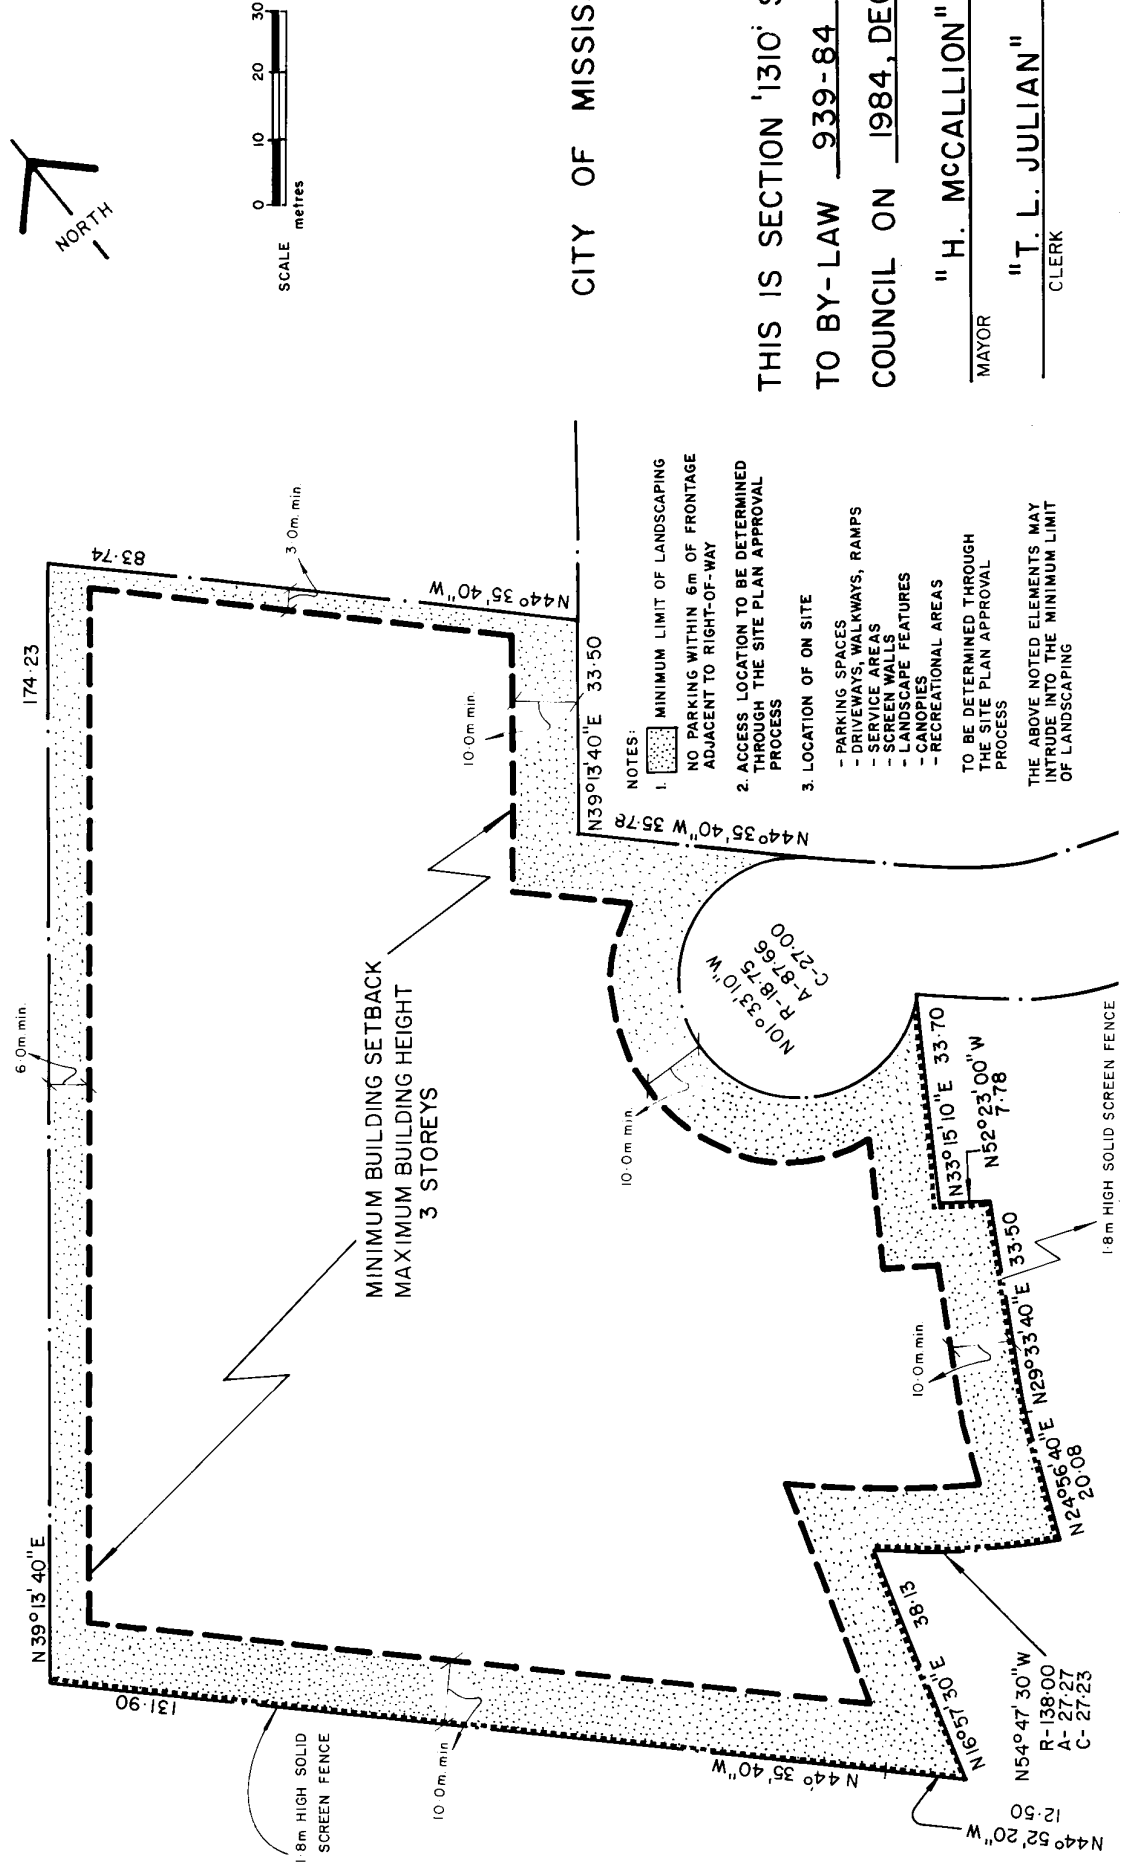 NORTH
SCALE
0 10 20 30
metres
CITY OF MISSIS
THIS IS SECTION '1310'
TO BY-LAW 939-84
COUNCIL ON 1984, DEC
"H. McCALLION"
MAYOR
"T. L. JULIAN"
CLERK
N39°13'40"E
174·23
6·0m.min.
83·74
3·0m.min.
N44°35'40"W
10·0m.min.
N39°13'40"E 33·50
N44°35'40"W 35·78
MINIMUM BUILDING SETBACK
MAXIMUM BUILDING HEIGHT
3 STOREYS
N01°33'10"W
R-18·75
A-87·66
C-27·00
10·0m.min.
N33°15'10"E 33·70
N52°23'00"W
7·78
N29°33'40"E 33·50
10·0m.min.
1·8m HIGH SOLID SCREEN FENCE
N24°56'40"E
20·08
N54°47'30"W
R-138·00
A- 27·27
C- 27·23
N16°57'30"E 38·13
N44°52'20"W
12·50
N44°35'40"W
131·90
10·0m.min.
1·8m HIGH SOLID
SCREEN FENCE
NOTES:
1. MINIMUM LIMIT OF LANDSCAPING
NO PARKING WITHIN 6m OF FRONTAGE
ADJACENT TO RIGHT-OF-WAY
2. ACCESS LOCATION TO BE DETERMINED
THROUGH THE SITE PLAN APPROVAL
PROCESS
3. LOCATION OF ON SITE
- PARKING SPACES
- DRIVEWAYS, WALKWAYS, RAMPS
- SERVICE AREAS
- SCREEN WALLS
- LANDSCAPE FEATURES
- CANOPIES
- RECREATIONAL AREAS
TO BE DETERMINED THROUGH
THE SITE PLAN APPROVAL
PROCESS
THE ABOVE NOTED ELEMENTS MAY
INTRUDE INTO THE MINIMUM LIMIT
OF LANDSCAPING